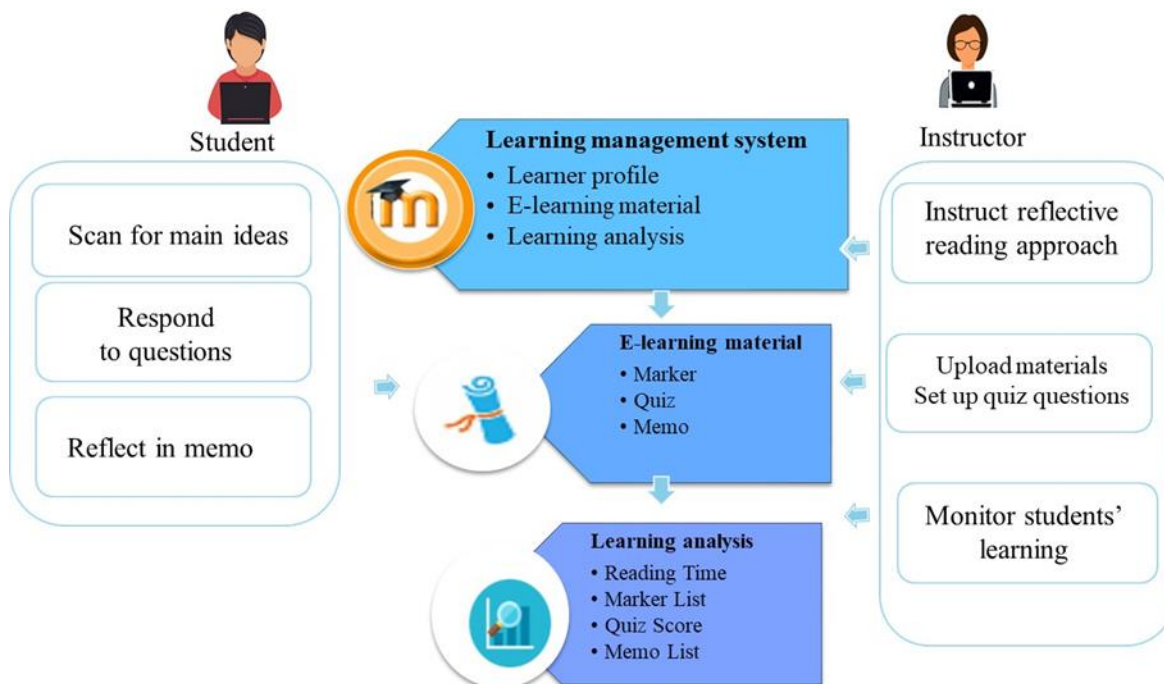 Student
Scan for main ideas
Respond
to questions
Reflect in memo
Learning management system
• Learner profile
• E-learning material
• Learning analysis
m
E-learning material
• Marker
• Quiz
• Memo
Learning analysis
• Reading Time
• Marker List
• Quiz Score
• Memo List
Instructor
Instruct reflective
reading approach
Upload materials
Set up quiz questions
Monitor students’
learning